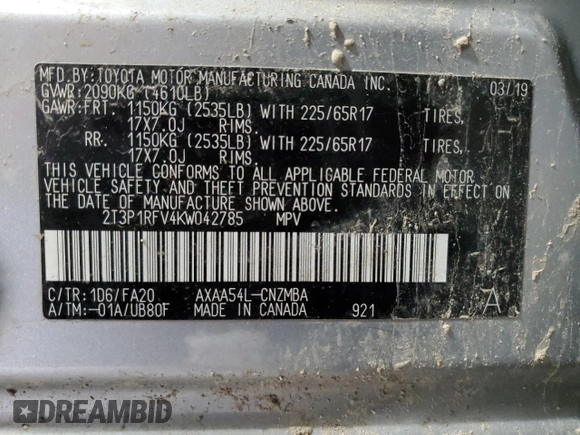 MFD. BY: TOYOTA MOTOR MANUFACTURING CANADA INC. 03/19
GVWR: 2090KG (4610LB)
GAWR: FRT. 1150KG (2535LB) WITH 225/65R17 TIRES,
17X7.0J RIMS.
RR. 1150KG (2535LB) WITH 225/65R17 TIRES,
17X7.0J RIMS.
THIS VEHICLE CONFORMS TO ALL APPLICABLE FEDERAL MOTOR
VEHICLE SAFETY AND THEFT PREVENTION STANDARDS IN EFFECT ON
THE DATE OF MANUFACTURE SHOWN ABOVE.
2T3P1RFV4KW042785 MPV
C/TR: 1D6/FA20 AXAA54L-CNZMBA A
A/TM: -01A/UB80F MADE IN CANADA 921
DREAMBID